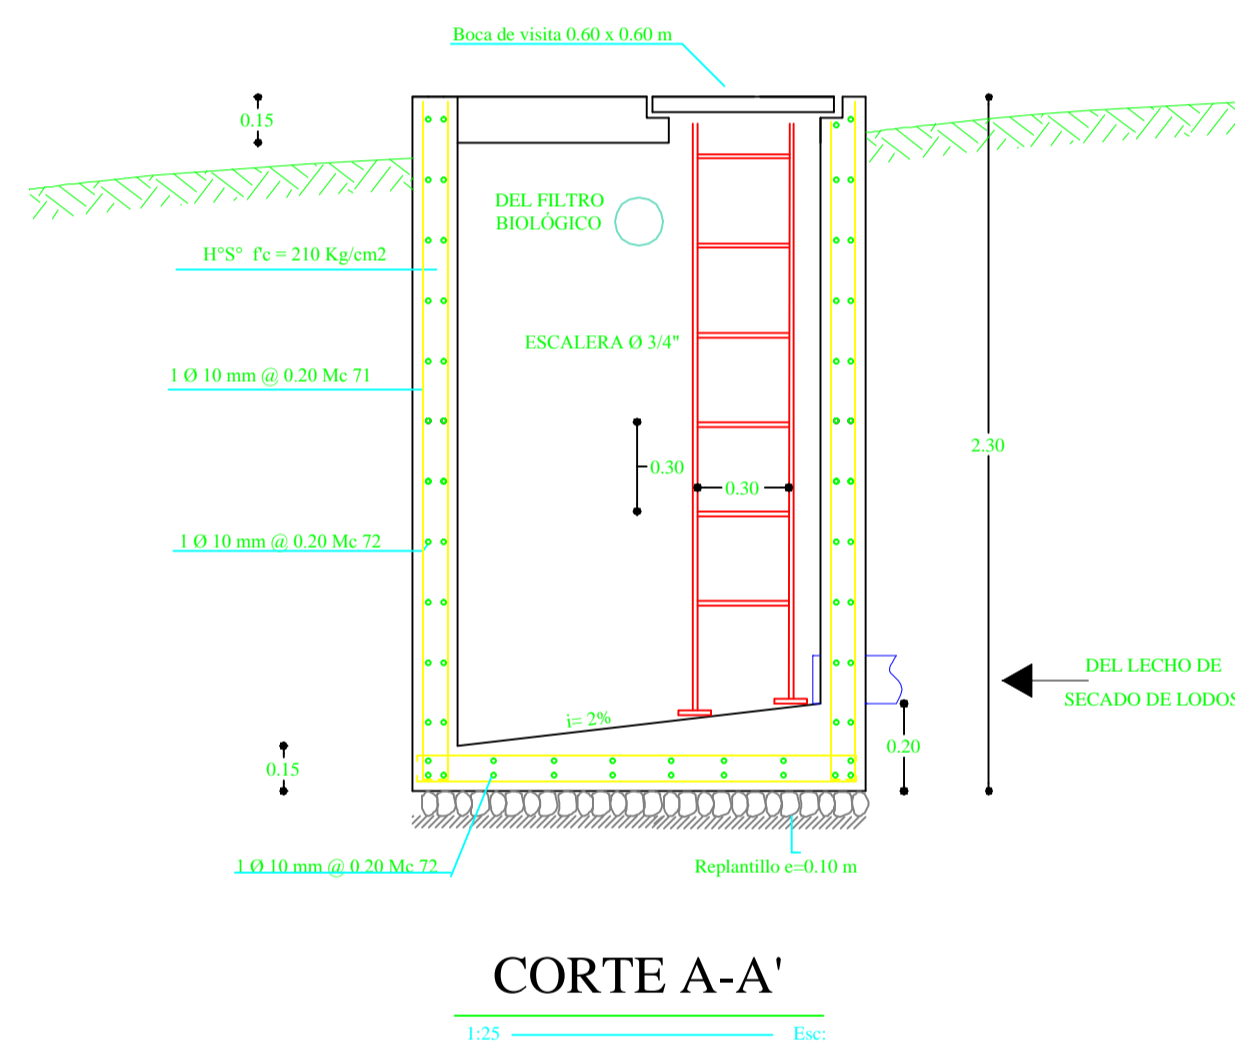 Boca de visita 0.60 x 0.60 m
0.15
DEL FILTRO
BIOLÓGICO
H°S° f'c = 210 Kg/cm2
ESCALERA Ø 3/4"
1 Ø 10 mm @ 0.20 Mc 71
2.30
0.30
0.30
1 Ø 10 mm @ 0.20 Mc 72
DEL LECHO DE
SECADO DE LODOS
i= 2%
0.20
0.15
1 Ø 10 mm @ 0.20 Mc 72
Replantillo e=0.10 m
CORTE A-A'
1:25 Esc: